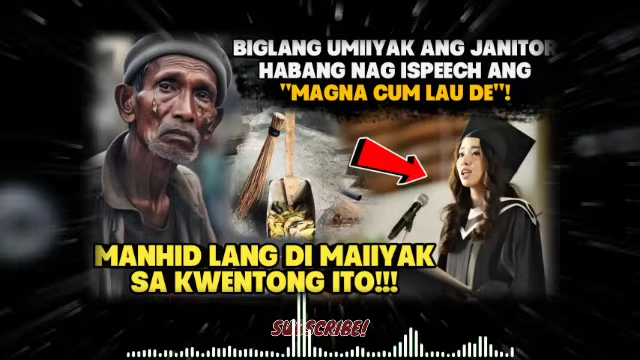 BIGLANG UMIIYAK ANG JANITOR
HABANG NAG ISPEECH ANG
"MAGNA CUM LAU DE"!
MANHID LANG DI MAIIYAK
SA KWENTONG ITO!!!
SUBSCRIBE!